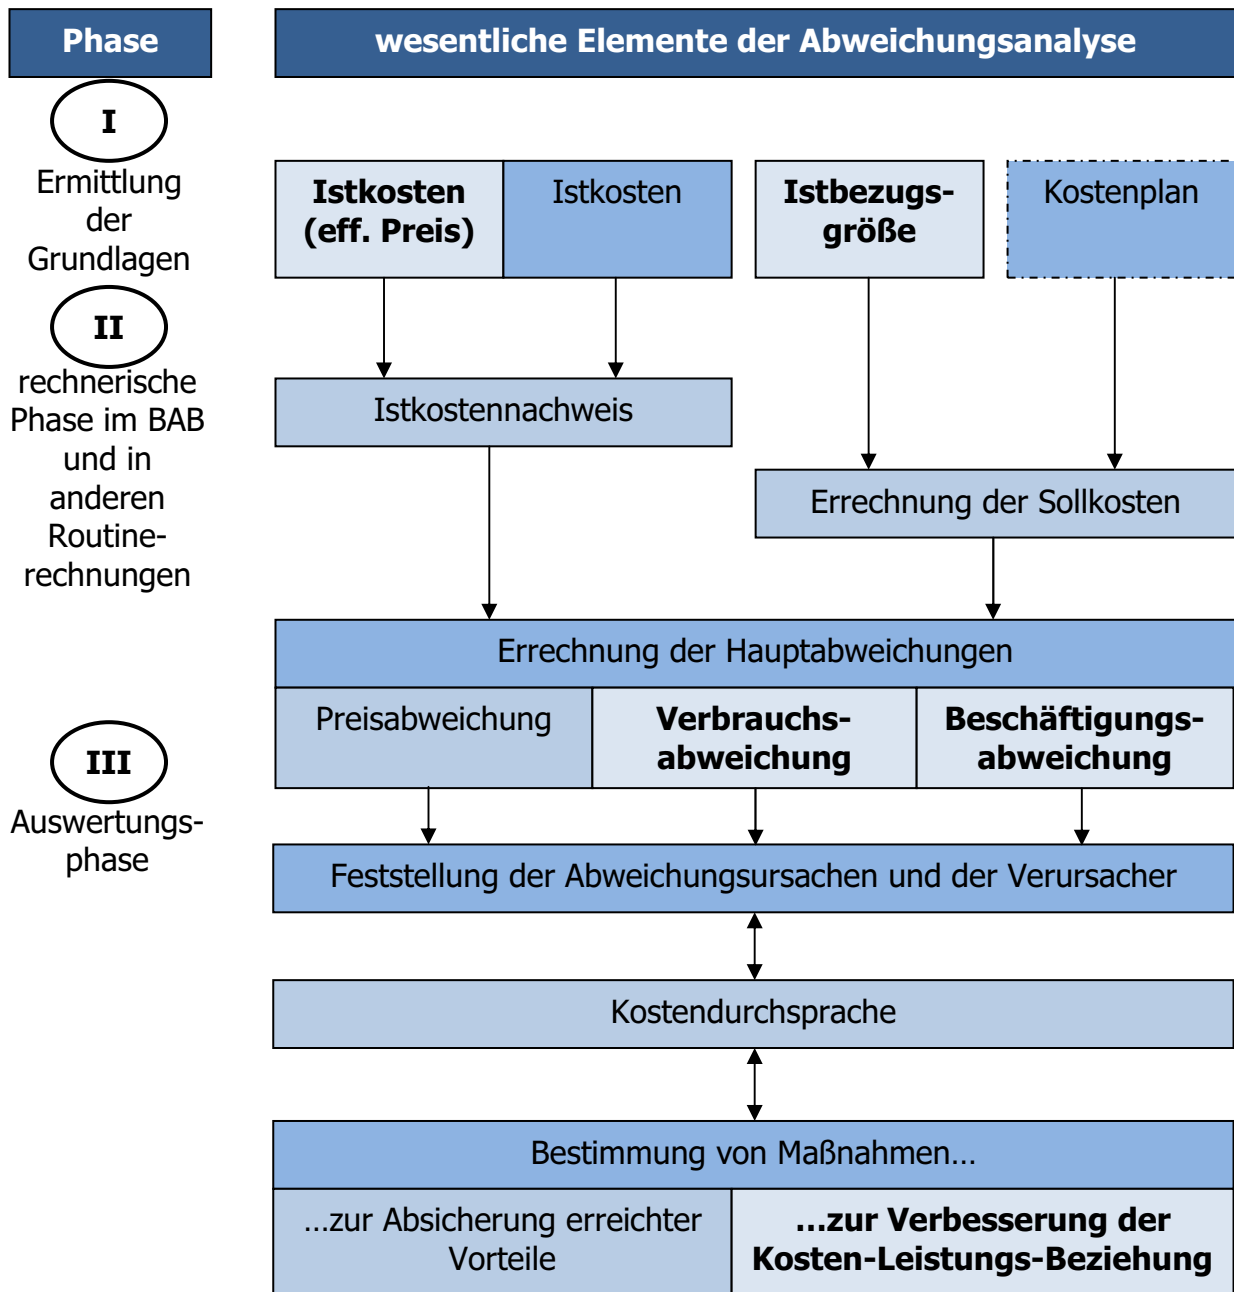 Phase
wesentliche Elemente der Abweichungsanalyse
I
Ermittlung
der
Grundlagen
Istkosten
(eff. Preis)
Istkosten
Istbezugs-
größe
Kostenplan
II
rechnerische
Phase im BAB
und in
anderen
Routine-
rechnungen
Istkostennachweis
Errechnung der Sollkosten
Errechnung der Hauptabweichungen
Preisabweichung
Verbrauchs-
abweichung
Beschäftigungs-
abweichung
III
Auswertungs-
phase
Feststellung der Abweichungsursachen und der Verursacher
Kostendurchsprache
Bestimmung von Maßnahmen...
...zur Absicherung erreichter
Vorteile
...zur Verbesserung der
Kosten-Leistungs-Beziehung